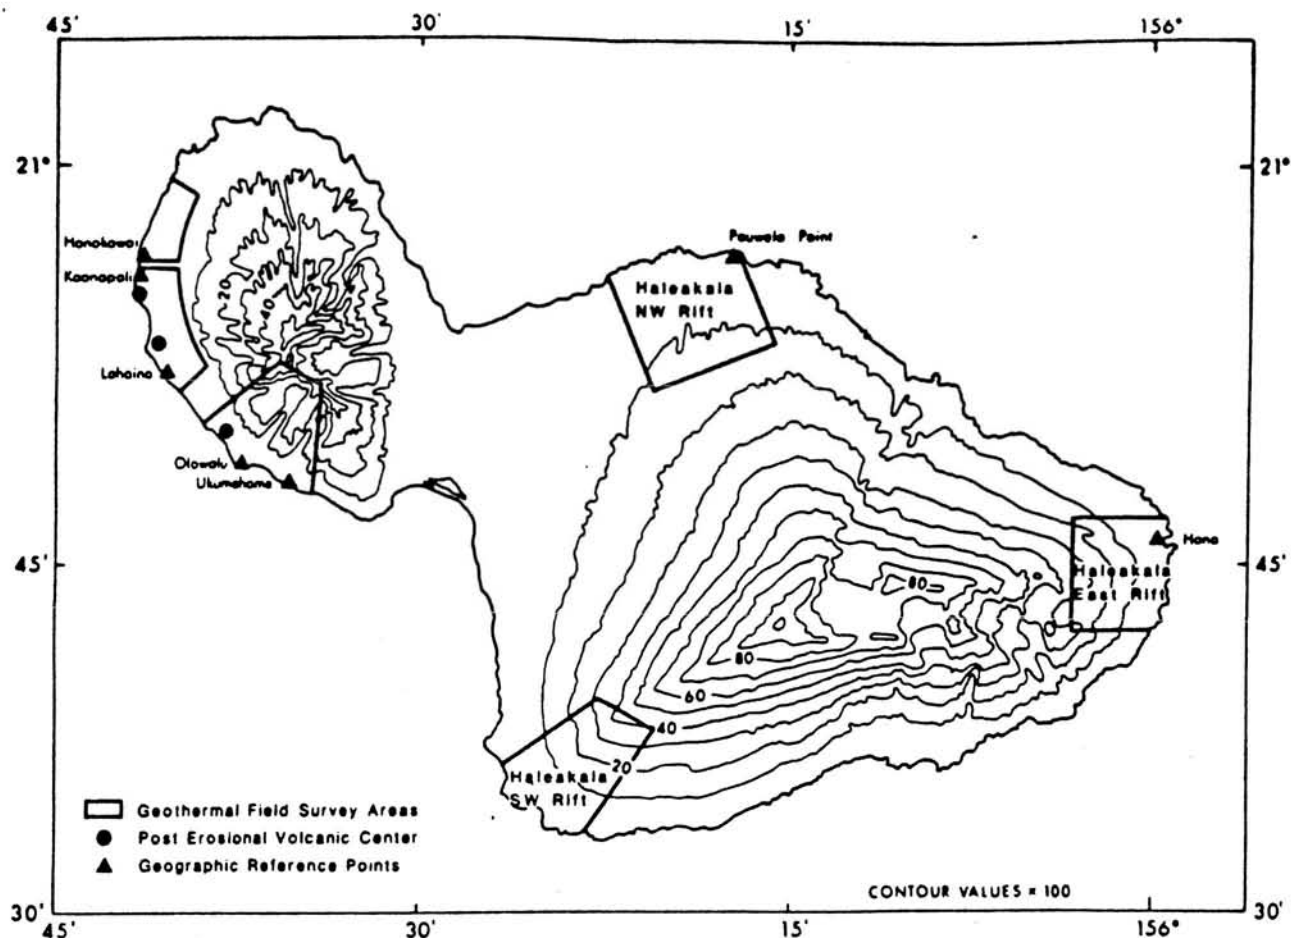 45' 30' 15' 156°
21° 21°
Honokowai
Kaanapali
Lahaina
Olowalu
Ukumehame
20
40
Pauwela Point
Haleakala
NW Rift
Hana
45' 45'
Haleakala
East Rift
80
80
60
40
20
Haleakala
SW Rift
Geothermal Field Survey Areas
Post Erosional Volcanic Center
Geographic Reference Points
CONTOUR VALUES = 100
30' 30'
45' 30' 15' 156°